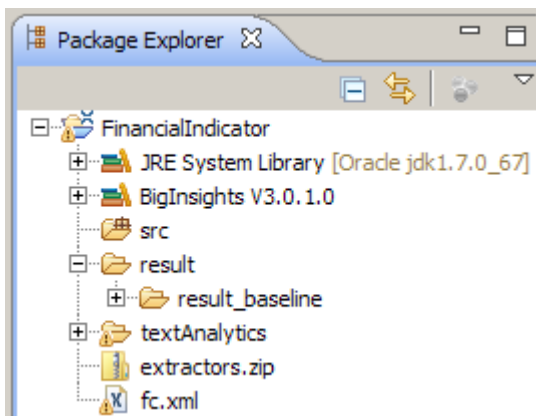 Package Explorer
FinancialIndicator
JRE System Library [Oracle jdk1.7.0_67]
BigInsights V3.0.1.0
src
result
result_baseline
textAnalytics
extractors.zip
fc.xml